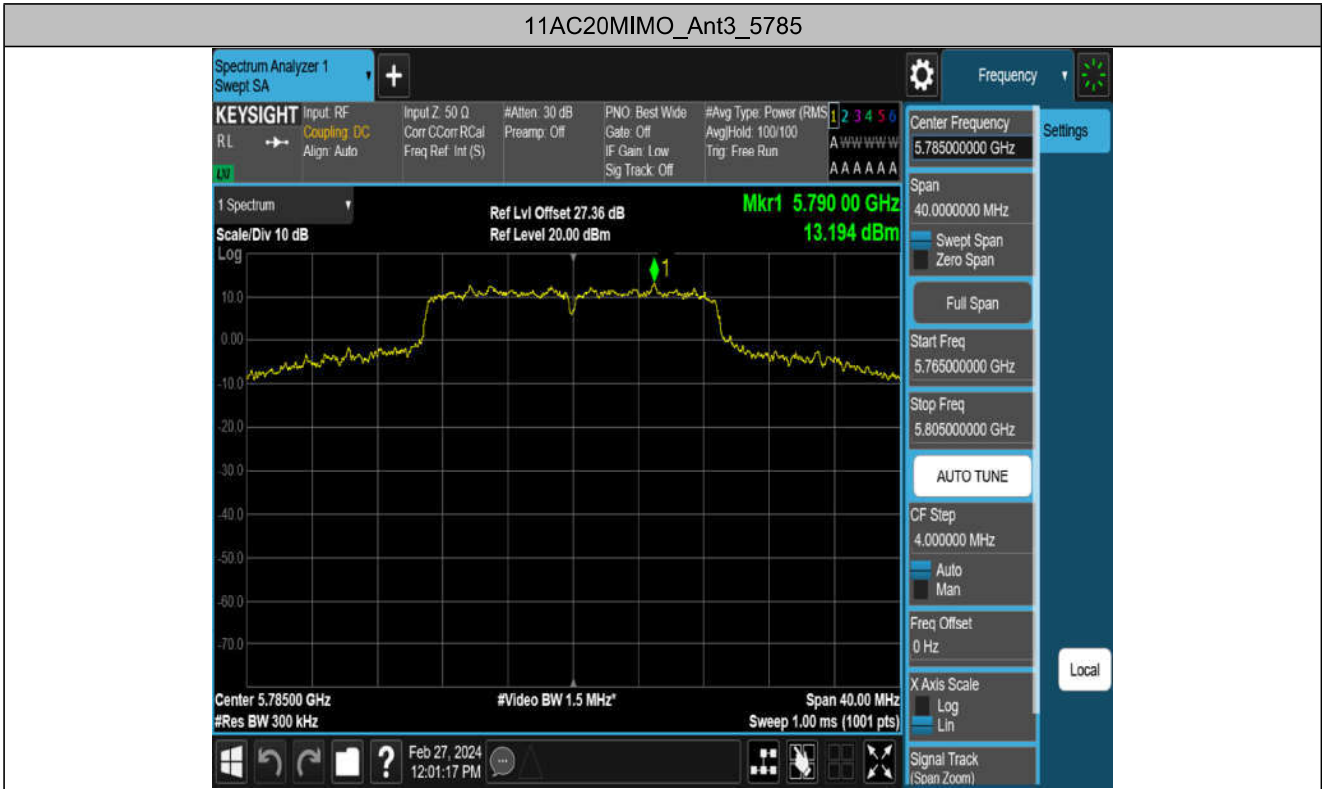 11AC20MIMO_Ant3_5785
Spectrum Analyzer 1
Swept SA
+
Frequency
KEYSIGHT
RL
LXI
Input: RF
Coupling: DC
Align: Auto
Input Z: 50 Ω
Corr CCorr RCal
Freq Ref: Int (S)
#Atten: 30 dB
Preamp: Off
PNO: Best Wide
Gate: Off
IF Gain: Low
Sig Track: Off
#Avg Type: Power (RMS
Avg|Hold: 100/100
Trig: Free Run
1 2 3 4 5 6
A W W W W W
A A A A A A
1 Spectrum
Scale/Div 10 dB
Log
Ref Lvl Offset 27.36 dB
Ref Level 20.00 dBm
Mkr1 5.790 00 GHz
13.194 dBm
1
10.0
0.00
-10.0
-20.0
-30.0
-40.0
-50.0
-60.0
-70.0
Center 5.78500 GHz
#Res BW 300 kHz
#Video BW 1.5 MHz*
Span 40.00 MHz
Sweep 1.00 ms (1001 pts)
?
Feb 27, 2024
12:01:17 PM
Center Frequency
5.785000000 GHz
Settings
Span
40.0000000 MHz
Swept Span
Zero Span
Full Span
Start Freq
5.765000000 GHz
Stop Freq
5.805000000 GHz
AUTO TUNE
CF Step
4.000000 MHz
Auto
Man
Freq Offset
0 Hz
X Axis Scale
Log
Lin
Local
Signal Track
(Span Zoom)